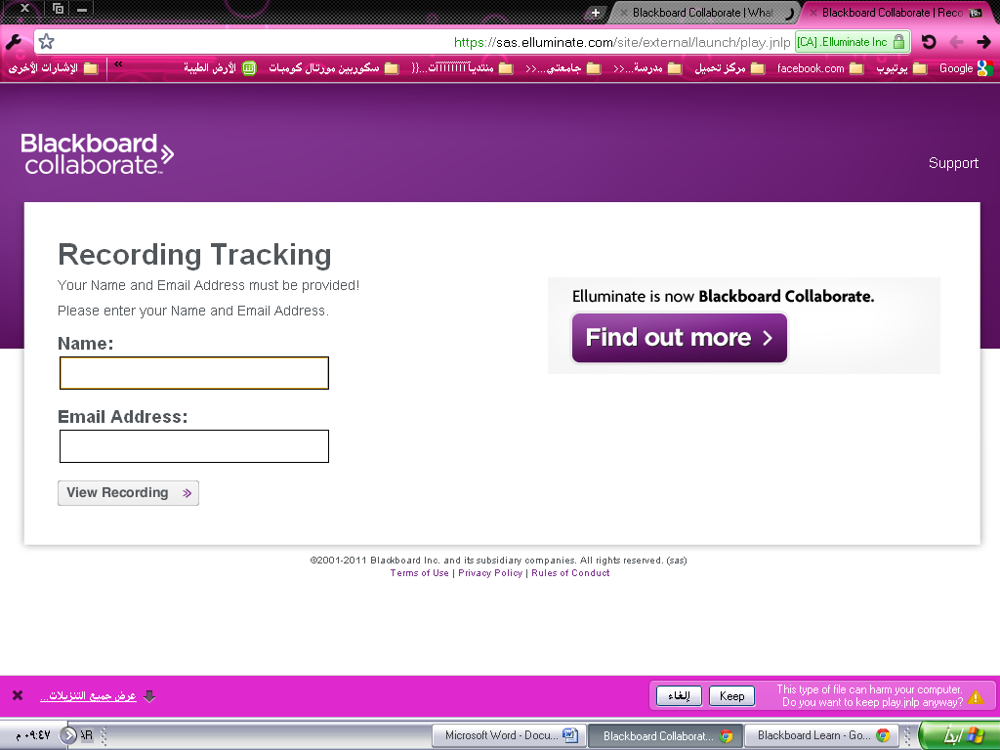 Blackboard Collaborate | What
Blackboard Collaborate | Reco
https://sas.elluminate.com/site/external/launch/play.jnlp
[CA] .Elluminate Inc
Google
يوتيوب
facebook.com
مركز تحميل
مدرسة...<<
جامعتي...<<
سكوربين مورتال كومبات
الأرض الطيبة
«
الإشارات الأخرى
Blackboard
collaborate™
Support
Recording Tracking
Your Name and Email Address must be provided!
Please enter your Name and Email Address.
Name:
Email Address:
View Recording »
Elluminate is now Blackboard Collaborate.
Find out more >
©2001-2011 Blackboard Inc. and its subsidiary companies. All rights reserved. (sas)
Terms of Use | Privacy Policy | Rules of Conduct
This type of file can harm your computer.
Do you want to keep play.jnlp anyway?
Keep
إلغاء
عرض جميع التنزيلات...
ابدأ
Blackboard Learn - Go...
Blackboard Collaborat...
Microsoft Word - Docu...
AR
٠٩:٤٧ م